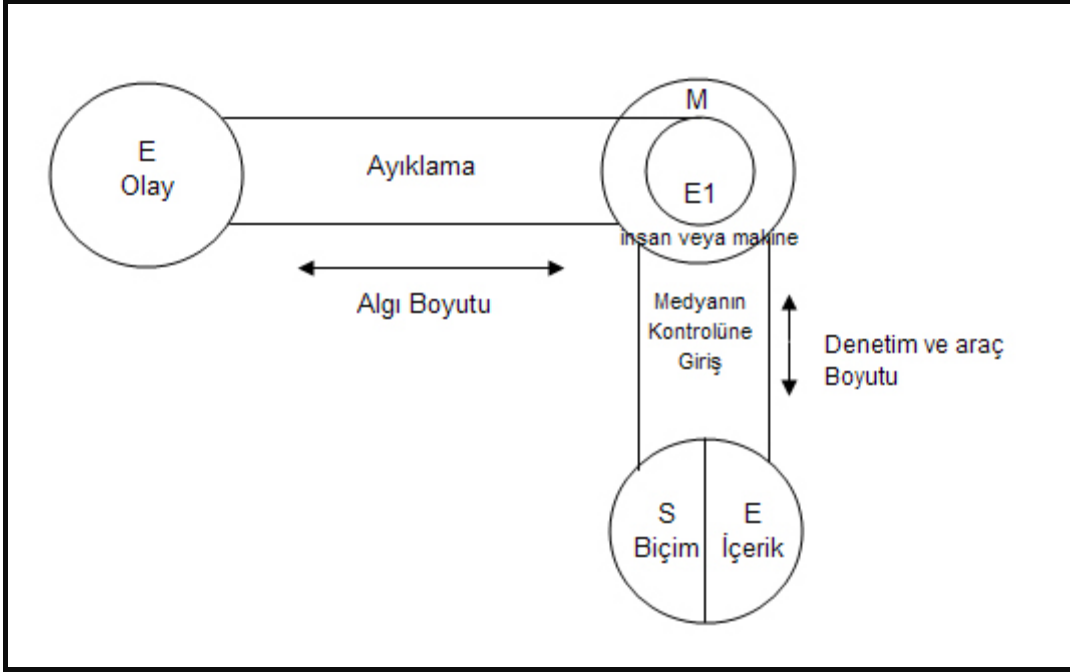 E
Olay
Ayıklama
M
E1
insan veya makine
Algı Boyutu
Medyanın
Kontrolüne
Giriş
Denetim ve araç
Boyutu
S
Biçim
E
İçerik